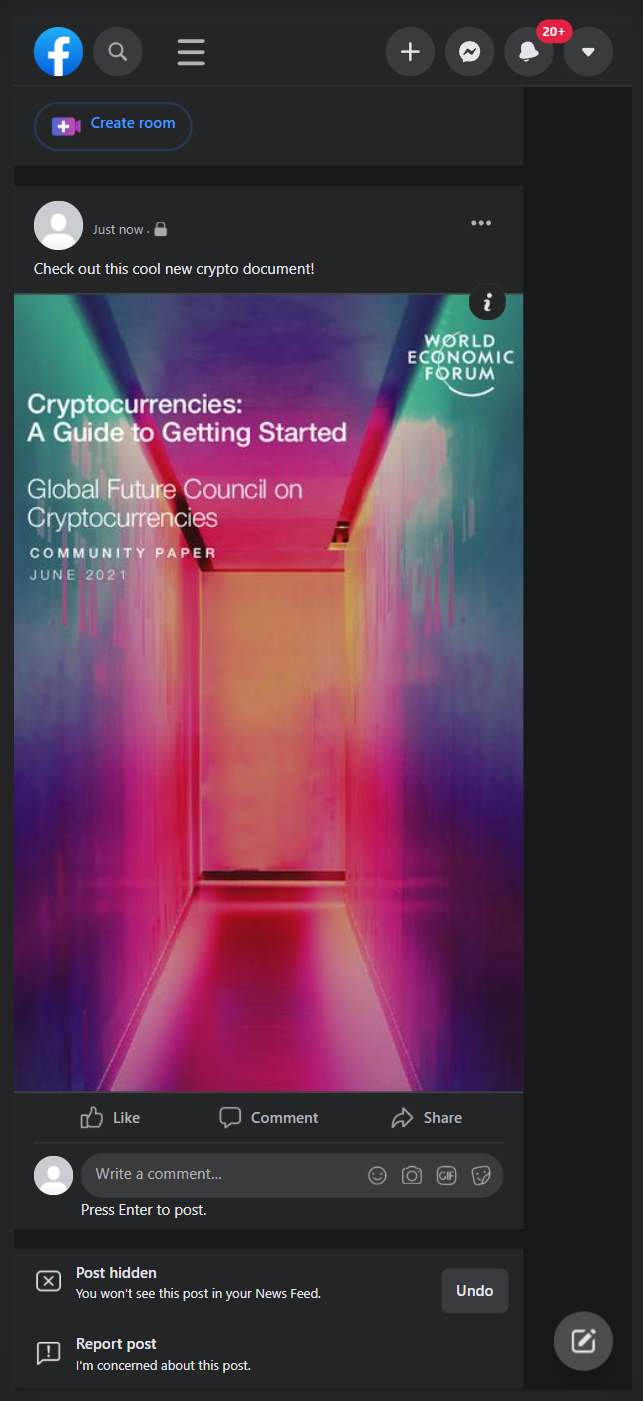 20+
Create room
Just now ·
Check out this cool new crypto document!
WORLD
ECONOMIC
FORUM
Cryptocurrencies:
A Guide to Getting Started
Global Future Council on
Cryptocurrencies
COMMUNITY PAPER
JUNE 2021
Like Comment Share
Write a comment... GIF
Press Enter to post.
Post hidden
You won't see this post in your News Feed.
Undo
Report post
I'm concerned about this post.